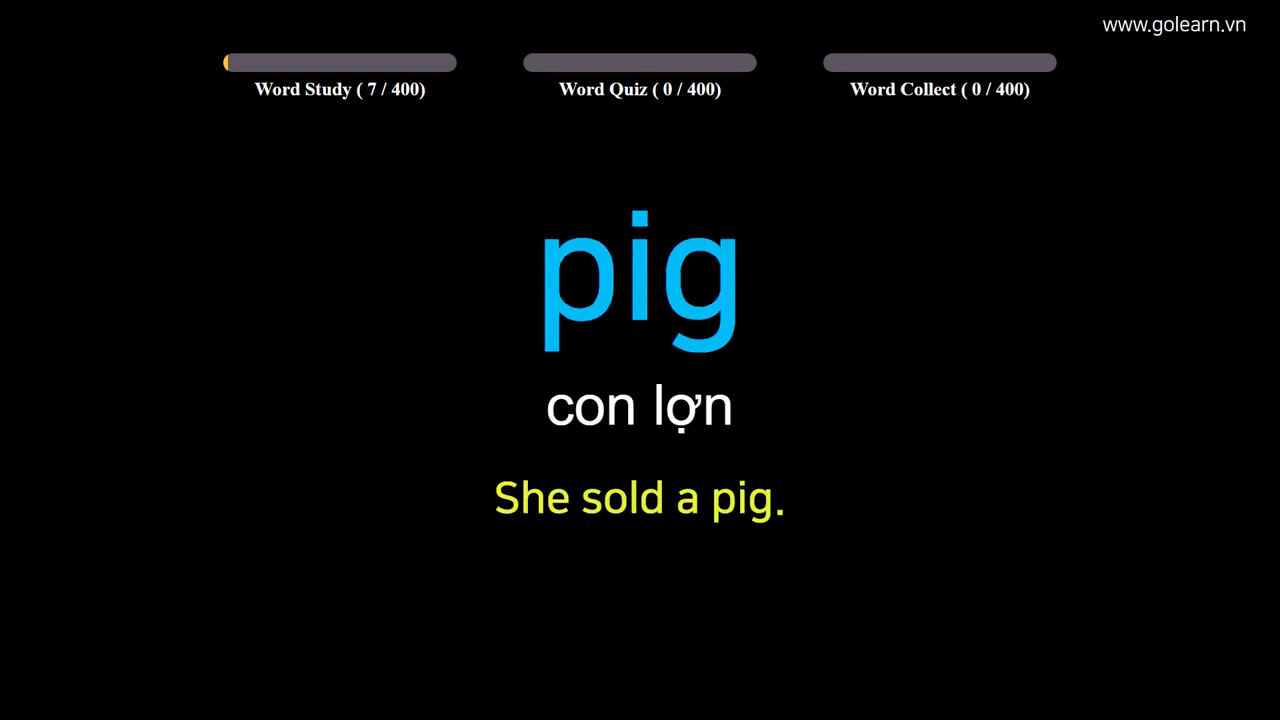 www.golearn.vn
Word Study ( 7 / 400)
Word Quiz ( 0 / 400)
Word Collect ( 0 / 400)
pig
con lợn
She sold a pig.